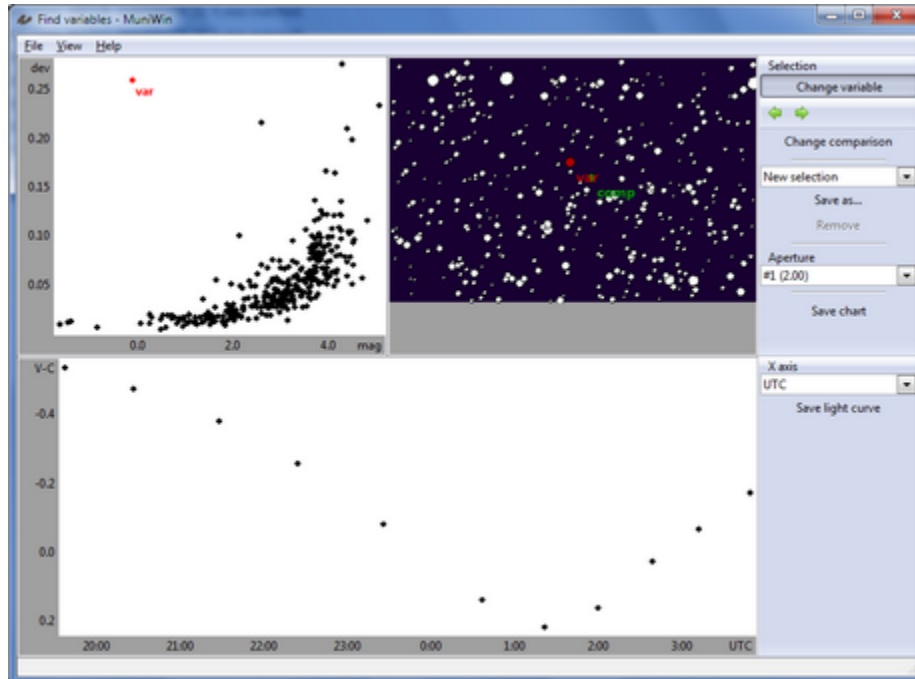 Find variables - MuniWin
File View Help
dev
0.25
0.20
0.15
0.10
0.05
0.0 2.0 4.0 mag
var
var
comp
Selection
Change variable
Change comparison
New selection
Save as...
Remove
Aperture
#1 (2.00)
Save chart
V-C
-0.4
-0.2
0.0
0.2
20:00 21:00 22:00 23:00 0:00 1:00 2:00 3:00 UTC
X axis
UTC
Save light curve